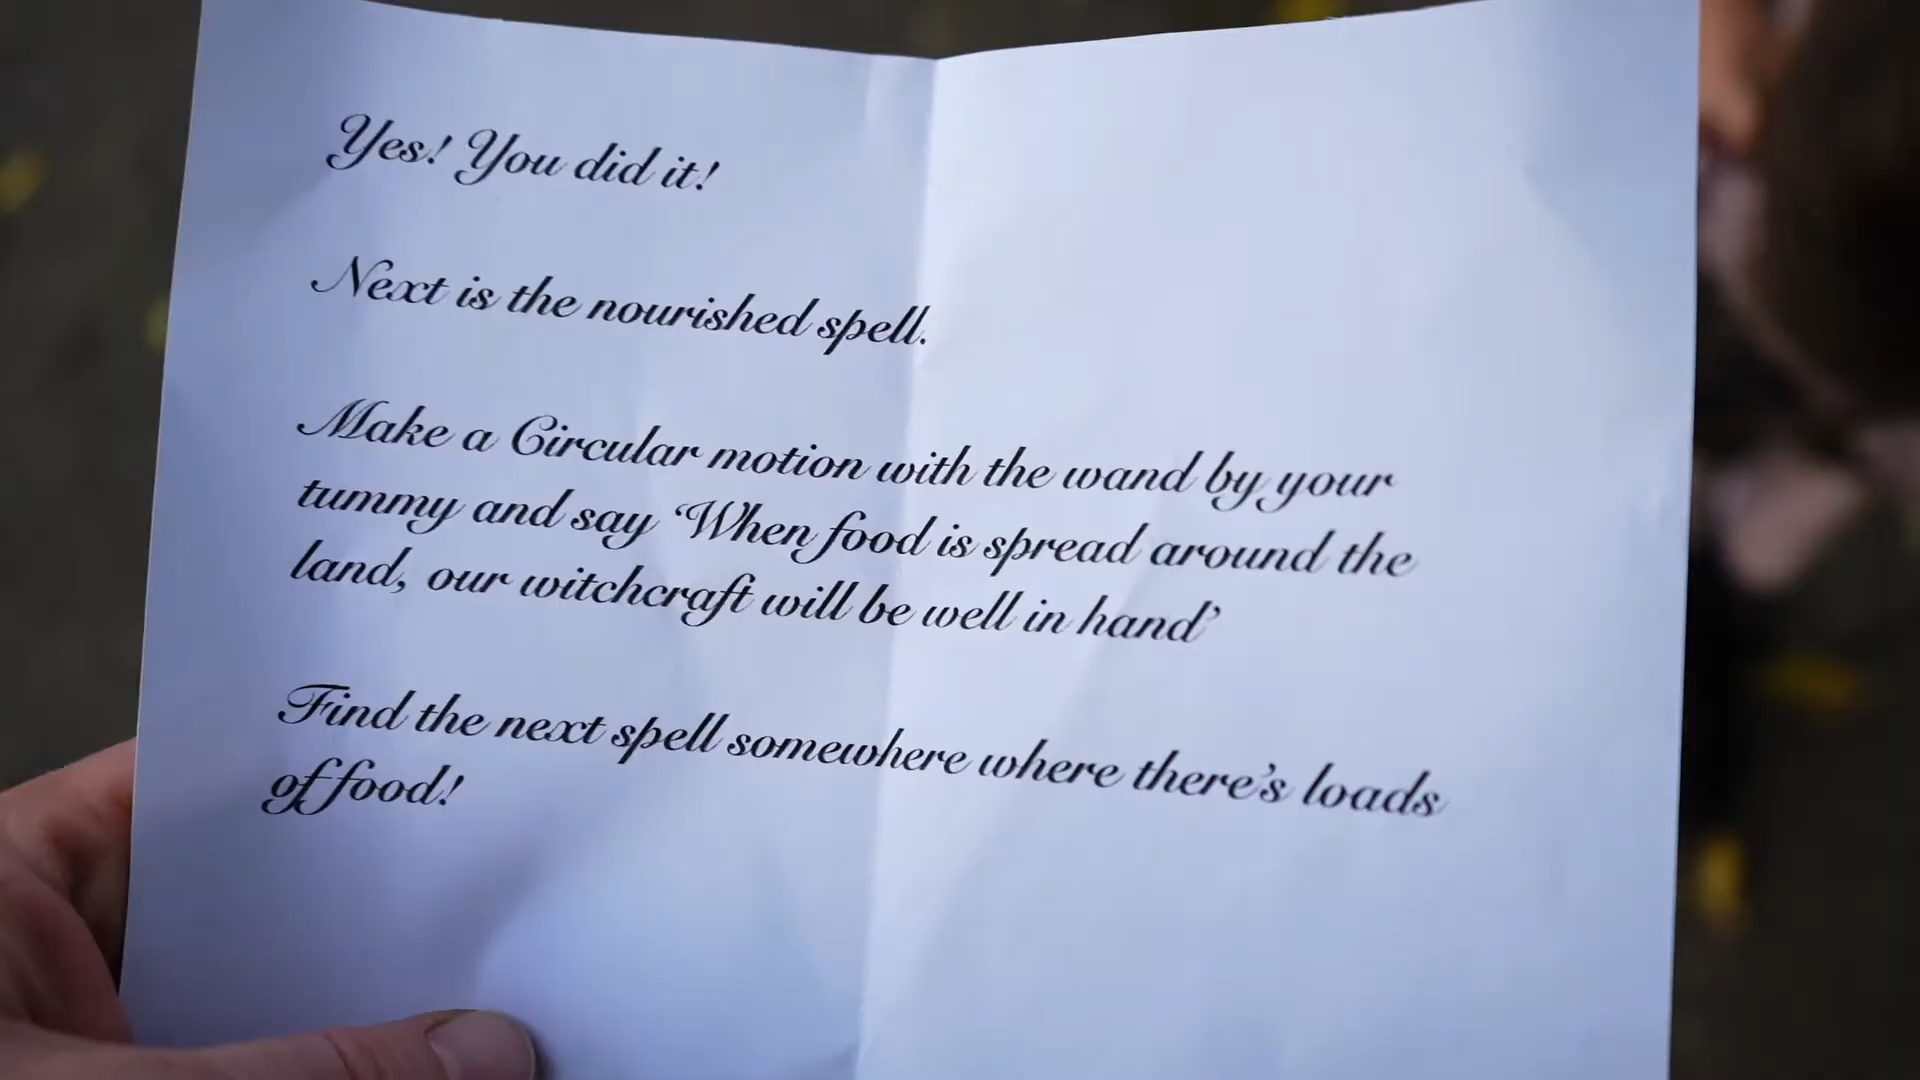 Yes! You did it!
Next is the nourished spell.
Make a Circular motion with the wand by your
tummy and say ‘When food is spread around the
land, our witchcraft will be well in hand’
Find the next spell somewhere where there’s loads
of food!